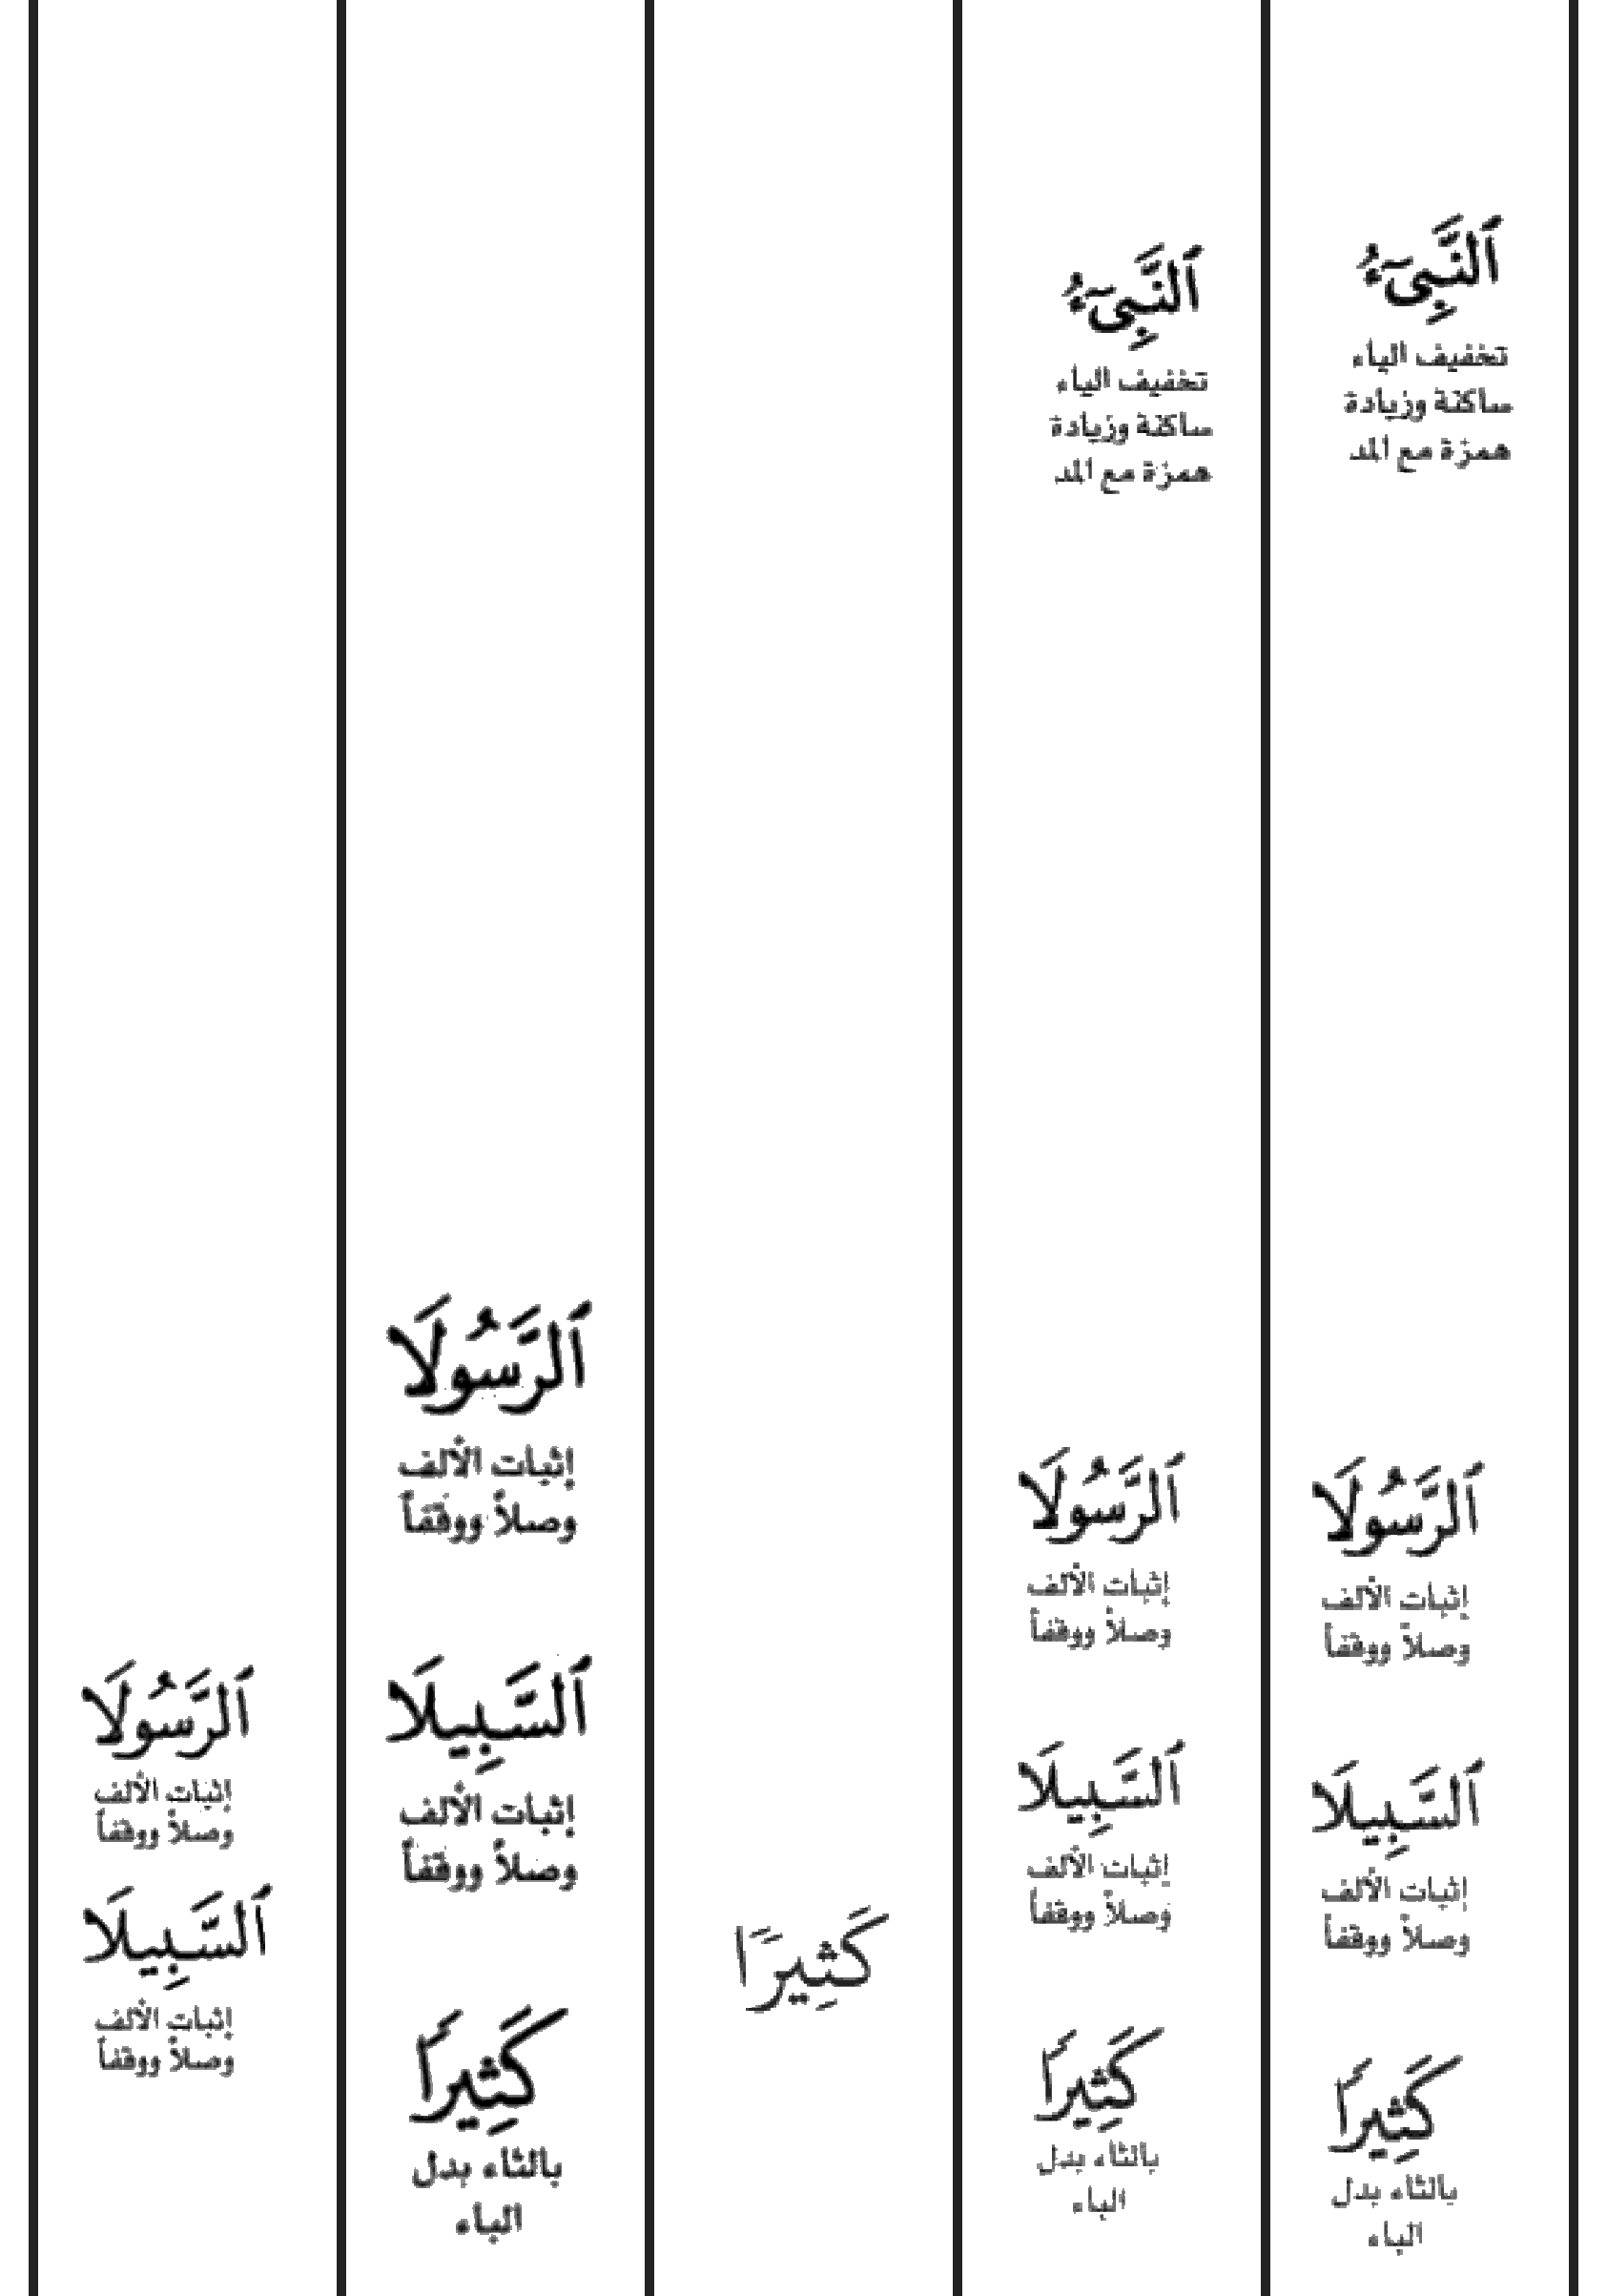 ٱلنَّبِىٓءُ
تخفيف الياء
ساكنة وزيادة
همزة مع المد
ٱلرَّسُولَا
إثبات الألف
وصلاً ووقفاً
ٱلسَّبِيلَا
إثبات الألف
وصلاً ووقفاً
كَثِيرًا
بالثاء بدل
الباء
ٱلنَّبِىٓءُ
تخفيف الياء
ساكنة وزيادة
همزة مع المد
ٱلرَّسُولَا
إثبات الألف
وصلاً ووقفاً
ٱلسَّبِيلَا
إثبات الألف
وصلاً ووقفاً
كَثِيرًا
بالثاء بدل
الباء
كَثِيرًا
ٱلرَّسُولَا
إثبات الألف
وصلاً ووقفاً
ٱلسَّبِيلَا
إثبات الألف
وصلاً ووقفاً
كَثِيرًا
بالثاء بدل
الباء
ٱلرَّسُولَا
إثبات الألف
وصلاً ووقفاً
ٱلسَّبِيلَا
إثبات الألف
وصلاً ووقفاً